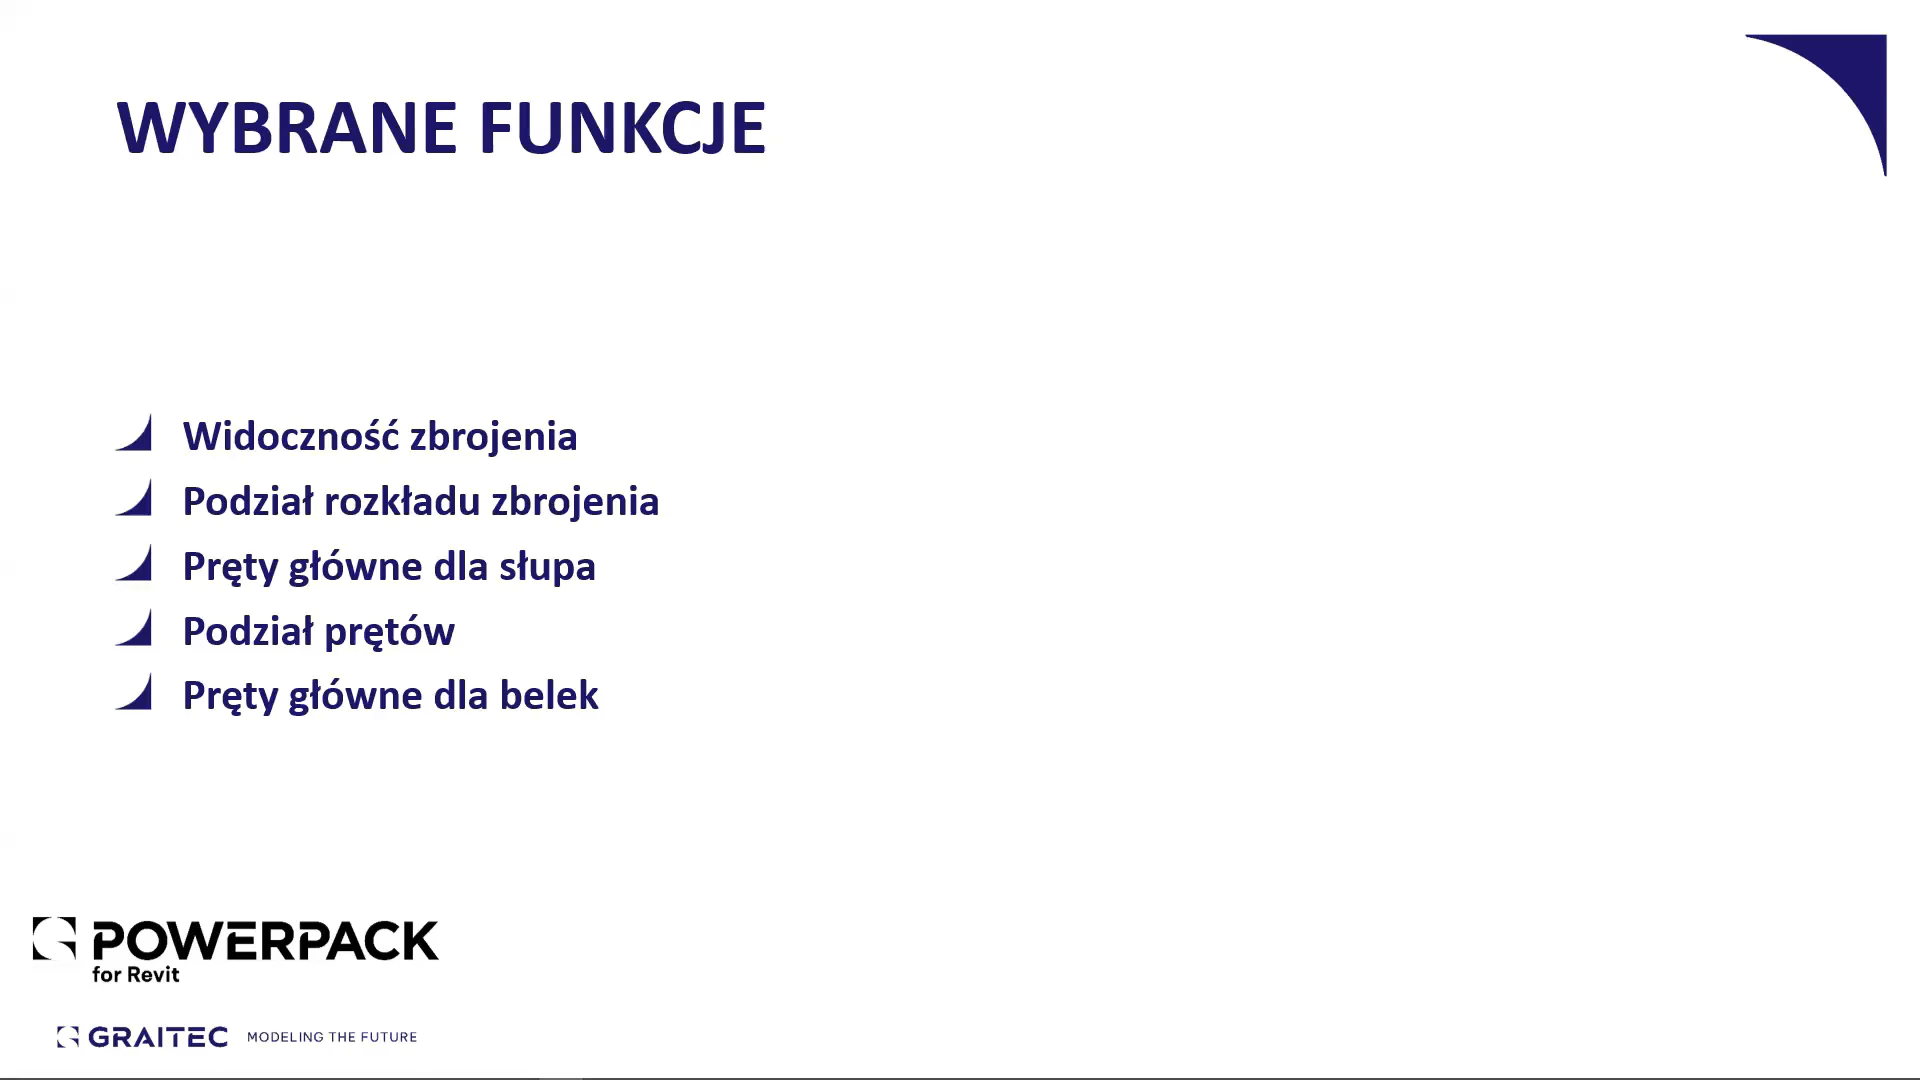 WYBRANE FUNKCJE
Widoczność zbrojenia
Podział rozkładu zbrojenia
Pręty główne dla słupa
Podział prętów
Pręty główne dla belek
POWERPACK
for Revit
GRAITEC MODELING THE FUTURE